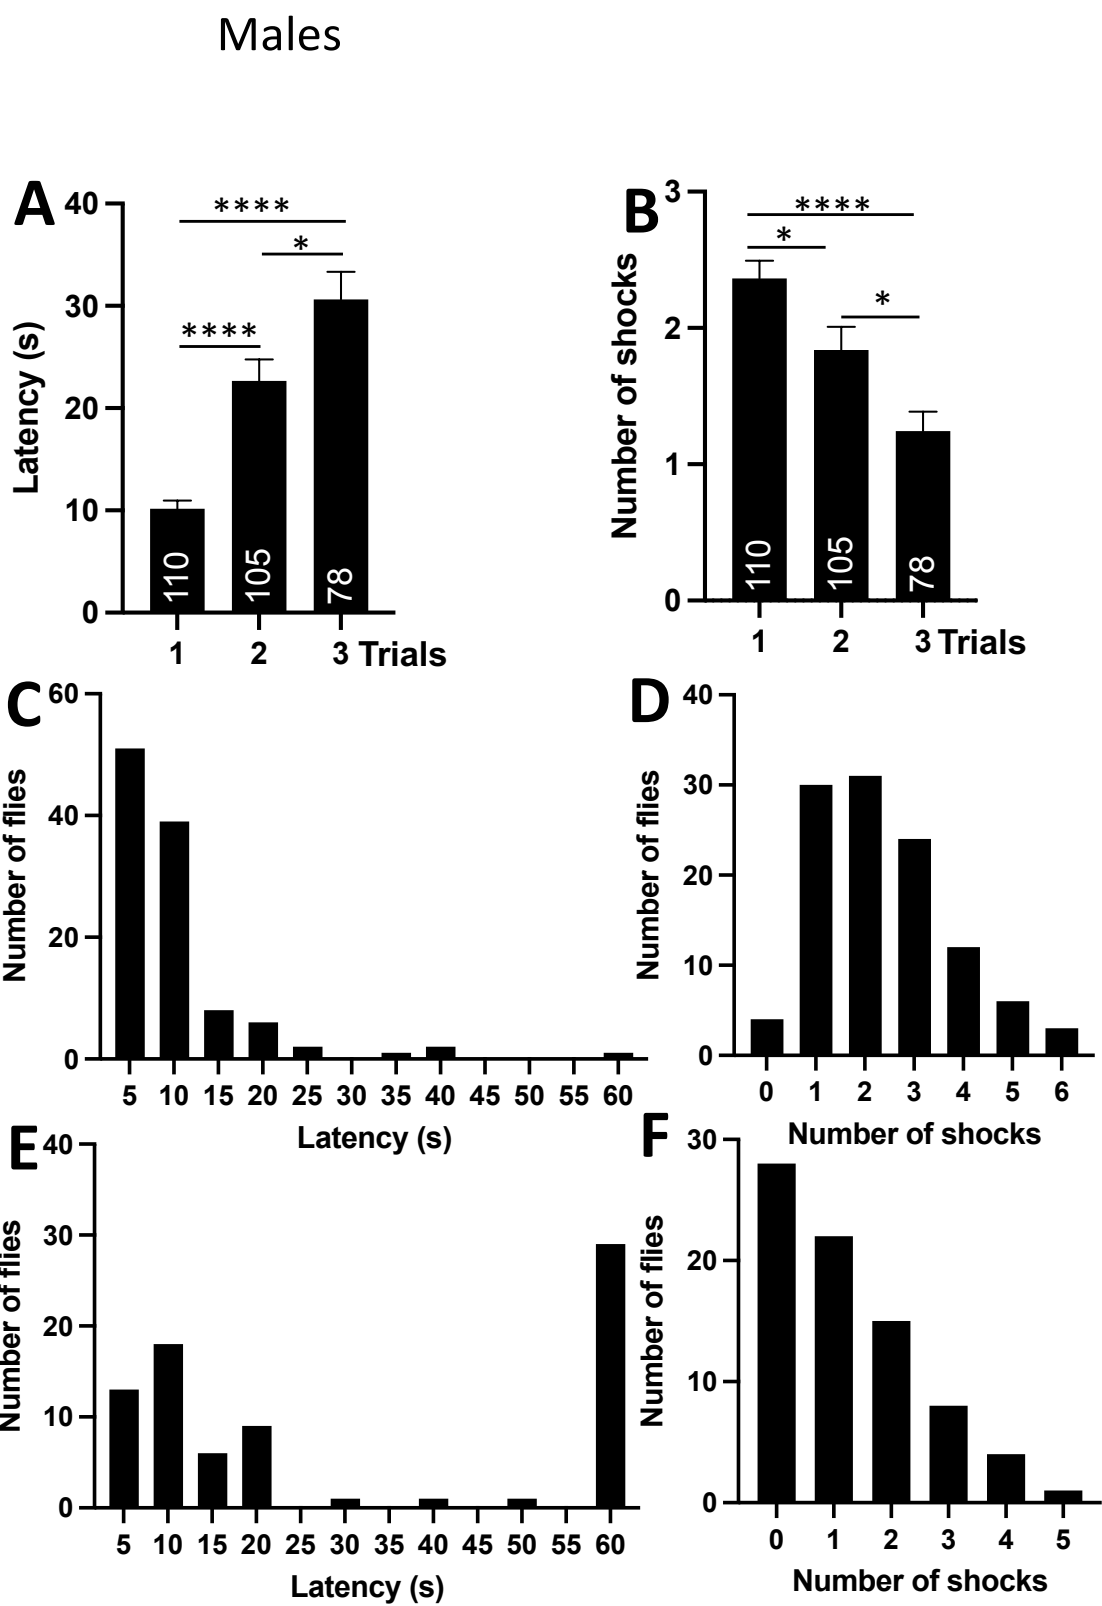 Males
A
Latency (s)
40
30
20
10
0
****
*
****
110
105
78
1 2 3 Trials
B
Number of shocks
3
2
1
0
****
*
*
110
105
78
1 2 3 Trials
C
Number of flies
60
40
20
0
5 10 15 20 25 30 35 40 45 50 55 60
Latency (s)
D
Number of flies
40
30
20
10
0
0 1 2 3 4 5 6
Number of shocks
E
Number of flies
40
30
20
10
0
5 10 15 20 25 30 35 40 45 50 55 60
Latency (s)
F
Number of flies
30
20
10
0
0 1 2 3 4 5
Number of shocks